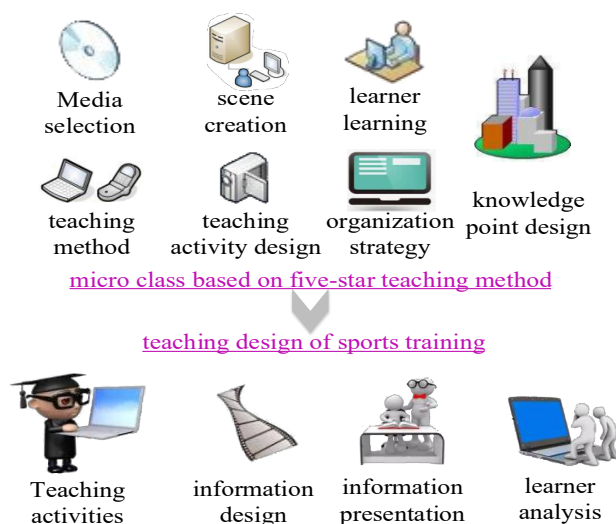 Media selection
scene creation
learner learning
teaching method
teaching activity design
organization strategy
knowledge point design
micro class based on five-star teaching method
teaching design of sports training
Teaching activities
information design
information presentation
learner analysis